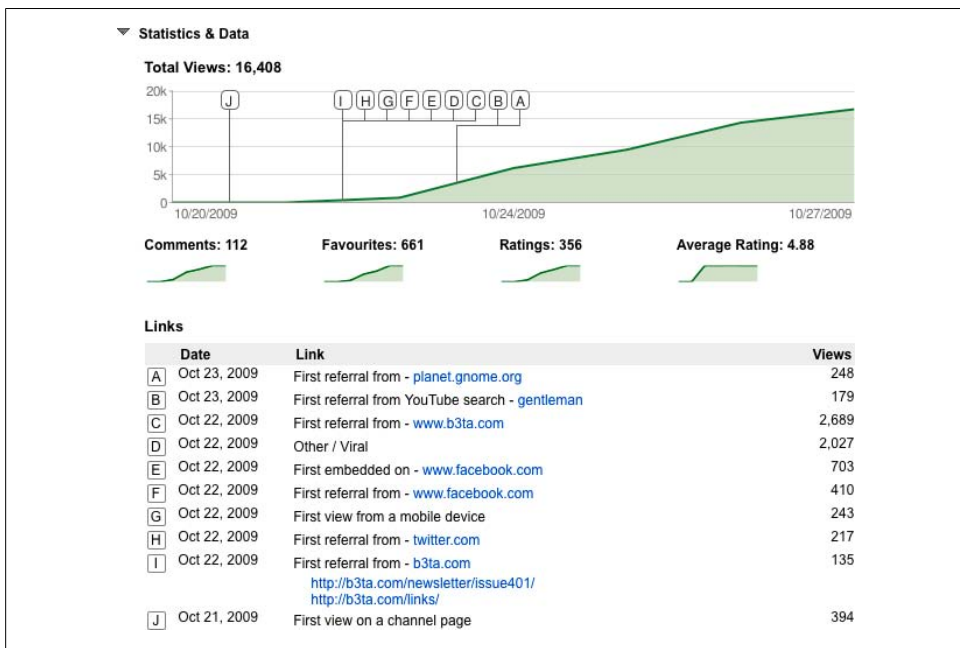 Statistics & Data
Total Views: 16,408
20k
15k
10k
5k
0
J I H G F E D C B A
10/20/2009 10/24/2009 10/27/2009
Comments: 112 Favourites: 661 Ratings: 356 Average Rating: 4.88
Links
Date Link Views
A Oct 23, 2009 First referral from - planet.gnome.org 248
B Oct 23, 2009 First referral from YouTube search - gentleman 179
C Oct 22, 2009 First referral from - www.b3ta.com 2,689
D Oct 22, 2009 Other / Viral 2,027
E Oct 22, 2009 First embedded on - www.facebook.com 703
F Oct 22, 2009 First referral from - www.facebook.com 410
G Oct 22, 2009 First view from a mobile device 243
H Oct 22, 2009 First referral from - twitter.com 217
I Oct 22, 2009 First referral from - b3ta.com 135
http://b3ta.com/newsletter/issue401/
http://b3ta.com/links/
J Oct 21, 2009 First view on a channel page 394